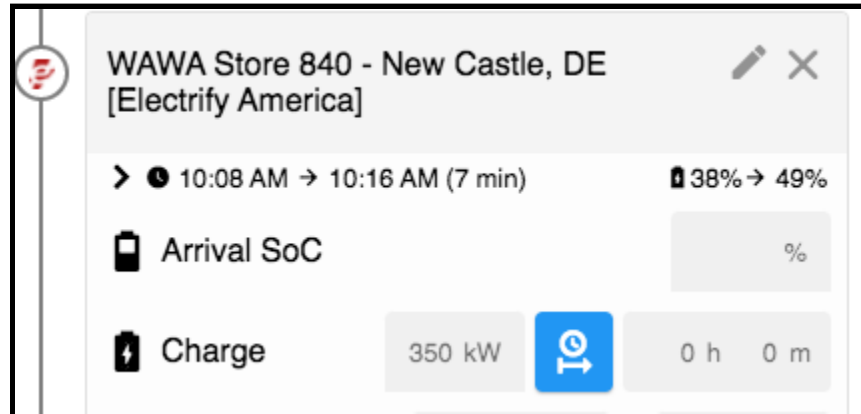 WAWA Store 840 - New Castle, DE
[Electrify America]
10:08 AM → 10:16 AM (7 min) 38% → 49%
Arrival SoC %
Charge 350 kW 0 h 0 m